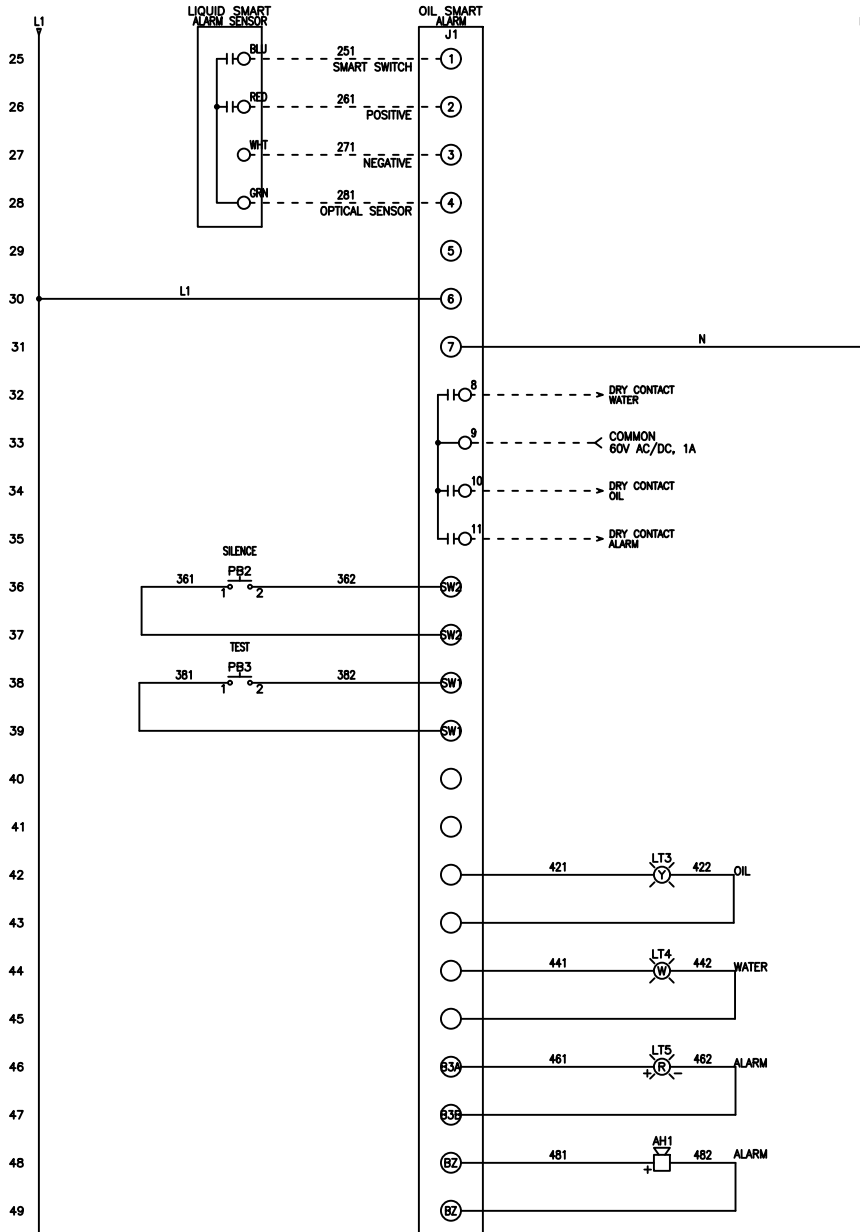 LIQUID SMART
ALARM SENSOR
OIL SMART
ALARM
L1
J1
25
BLU
251
SMART SWITCH
1
26
RED
261
POSITIVE
2
27
WHT
271
NEGATIVE
3
28
GRN
281
OPTICAL SENSOR
4
29
5
30
L1
6
31
7
N
32
8
DRY CONTACT
WATER
33
9
COMMON
60V AC/DC, 1A
34
10
DRY CONTACT
OIL
35
11
DRY CONTACT
ALARM
SILENCE
36
361
PB2
1
2
362
SW2
37
SW2
TEST
38
381
PB3
1
2
382
SW1
39
SW1
40
41
42
421
LT3
Y
422
OIL
43
44
441
LT4
W
442
WATER
45
46
B3A
461
LT5
+
R
-
462
ALARM
47
B3B
48
BZ
481
AH1
+
482
ALARM
49
BZ